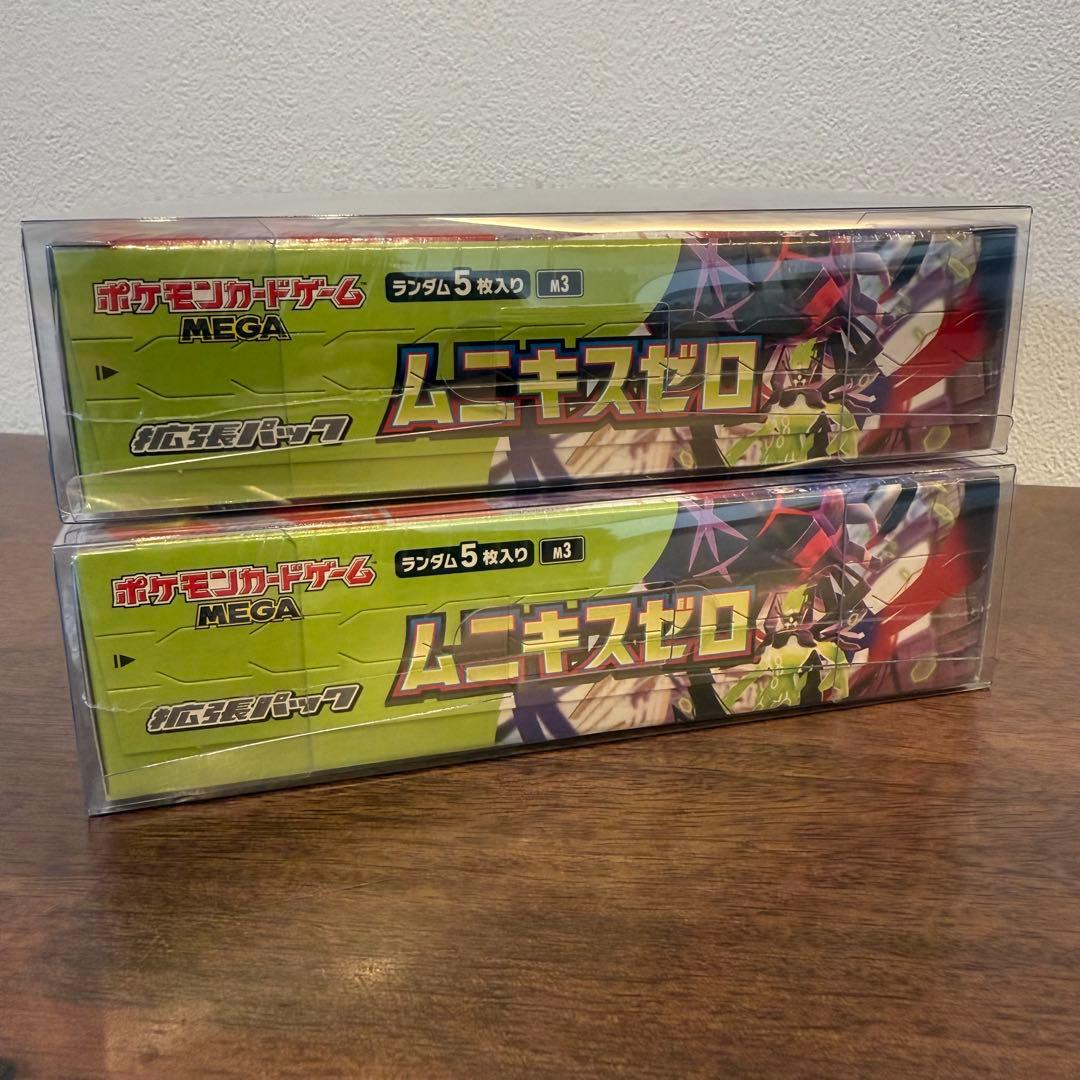 ポケモンカードゲーム
MEGA
ランダム5枚入り M3
ムニキスゼロ
拡張パック
ポケモンカードゲーム
MEGA
ランダム5枚入り M3
ムニキスゼロ
拡張パック